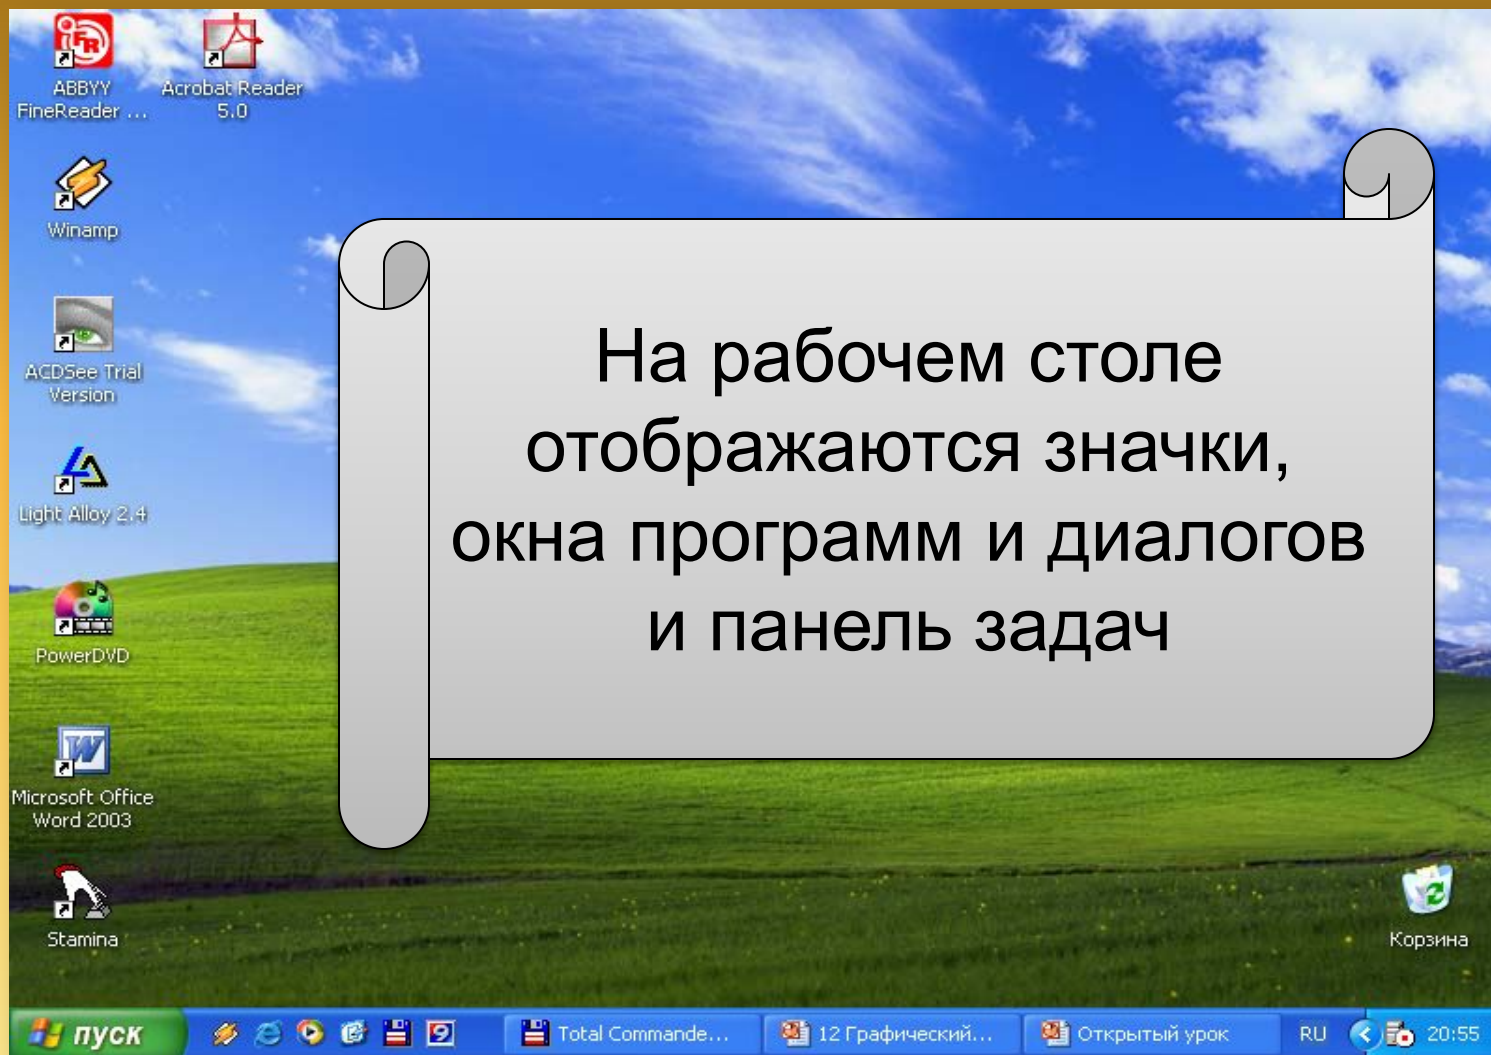 ABBYY
FineReader ...
Acrobat Reader
5.0
Winamp
ACDSee Trial
Version
Light Alloy 2.4
PowerDVD
Microsoft Office
Word 2003
Stamina
На рабочем столе
отображаются значки,
окна программ и диалогов
и панель задач
Корзина
пуск
Total Commande...
12 Графический...
Открытый урок
RU
20:55